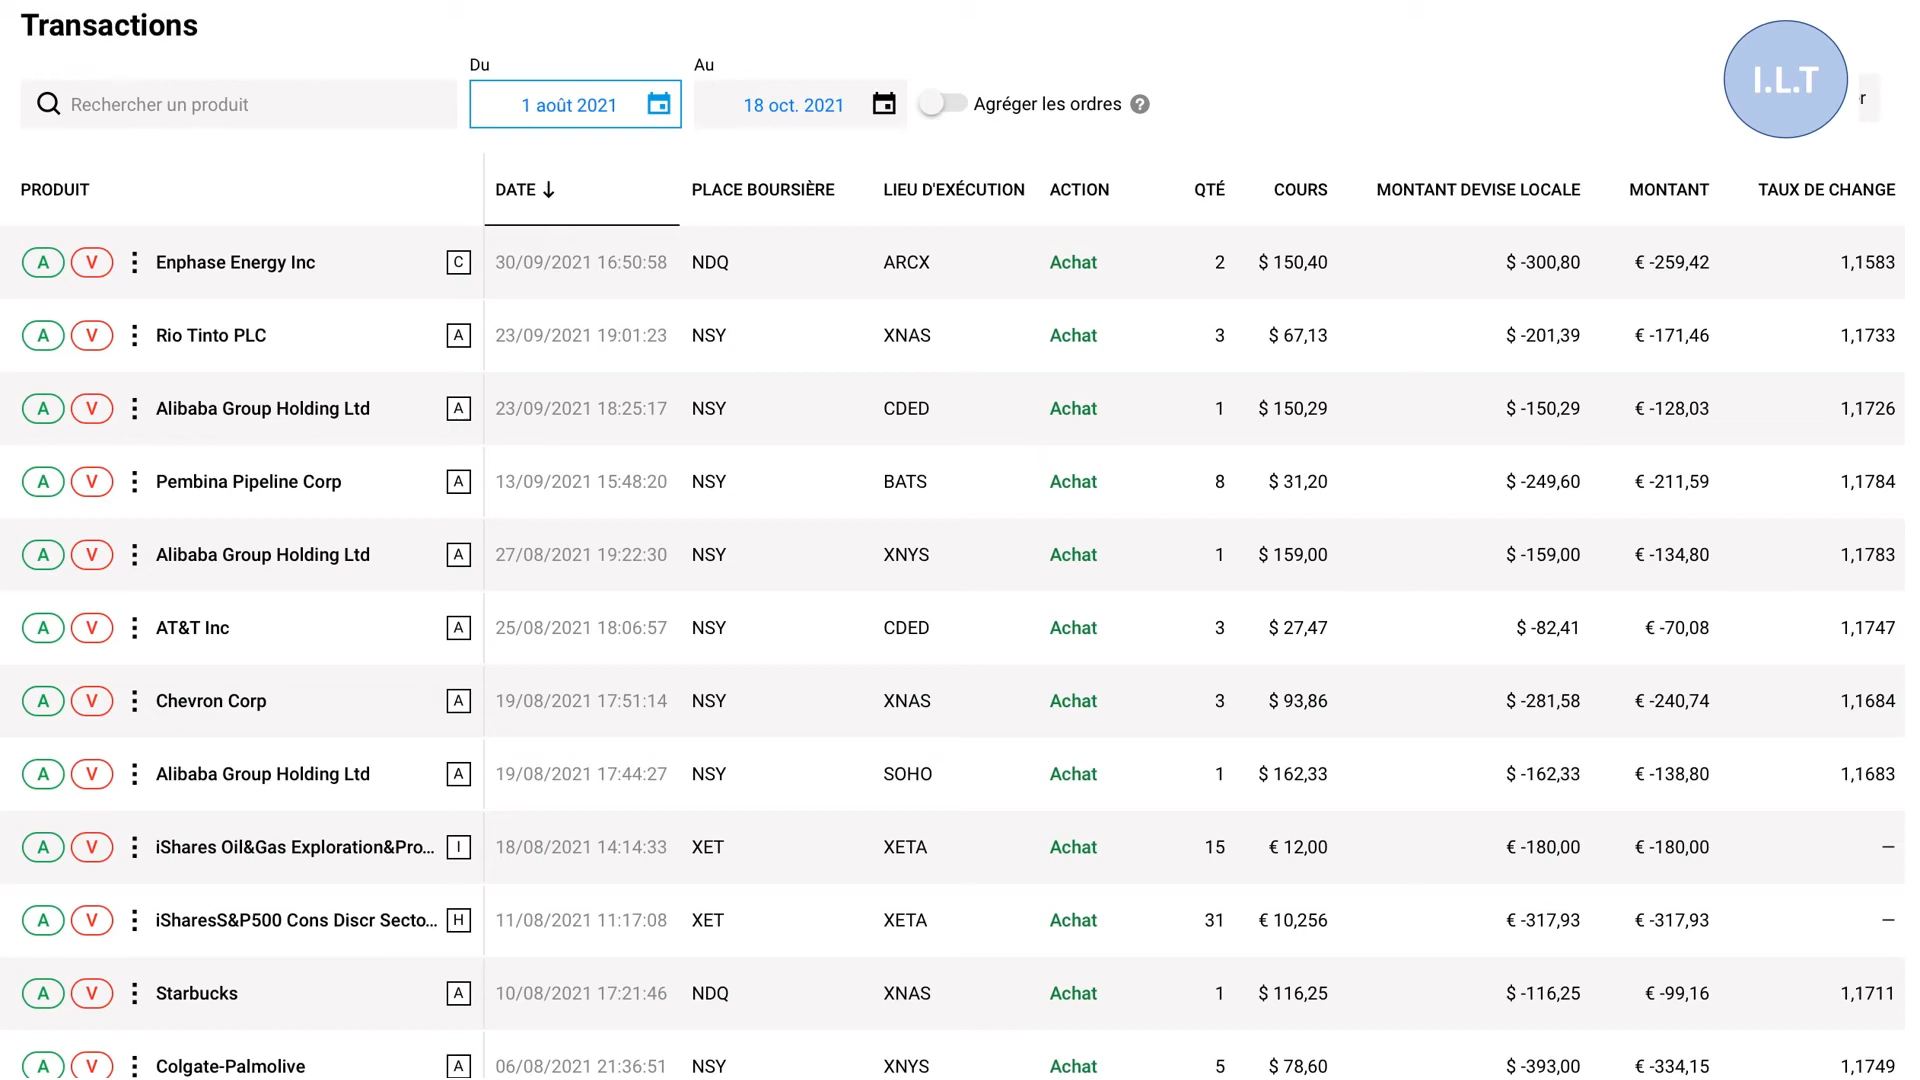 Transactions
Du Au
Rechercher un produit 1 août 2021 18 oct. 2021 Agréger les ordres ? I.L.T
PRODUIT DATE ↓ PLACE BOURSIÈRE LIEU D'EXÉCUTION ACTION QTÉ COURS MONTANT DEVISE LOCALE MONTANT TAUX DE CHANGE
A V Enphase Energy Inc C 30/09/2021 16:50:58 NDQ ARCX Achat 2 $ 150,40 $ -300,80 € -259,42 1,1583
A V Rio Tinto PLC A 23/09/2021 19:01:23 NSY XNAS Achat 3 $ 67,13 $ -201,39 € -171,46 1,1733
A V Alibaba Group Holding Ltd A 23/09/2021 18:25:17 NSY CDED Achat 1 $ 150,29 $ -150,29 € -128,03 1,1726
A V Pembina Pipeline Corp A 13/09/2021 15:48:20 NSY BATS Achat 8 $ 31,20 $ -249,60 € -211,59 1,1784
A V Alibaba Group Holding Ltd A 27/08/2021 19:22:30 NSY XNYS Achat 1 $ 159,00 $ -159,00 € -134,80 1,1783
A V AT&T Inc A 25/08/2021 18:06:57 NSY CDED Achat 3 $ 27,47 $ -82,41 € -70,08 1,1747
A V Chevron Corp A 19/08/2021 17:51:14 NSY XNAS Achat 3 $ 93,86 $ -281,58 € -240,74 1,1684
A V Alibaba Group Holding Ltd A 19/08/2021 17:44:27 NSY SOHO Achat 1 $ 162,33 $ -162,33 € -138,80 1,1683
A V iShares Oil&Gas Exploration&Pro... I 18/08/2021 14:14:33 XET XETA Achat 15 € 12,00 € -180,00 € -180,00 —
A V iSharesS&P500 Cons Discr Secto... H 11/08/2021 11:17:08 XET XETA Achat 31 € 10,256 € -317,93 € -317,93 —
A V Starbucks A 10/08/2021 17:21:46 NDQ XNAS Achat 1 $ 116,25 $ -116,25 € -99,16 1,1711
A V Colgate-Palmolive A 06/08/2021 21:36:51 NSY XNYS Achat 5 $ 78,60 $ -393,00 € -334,15 1,1749